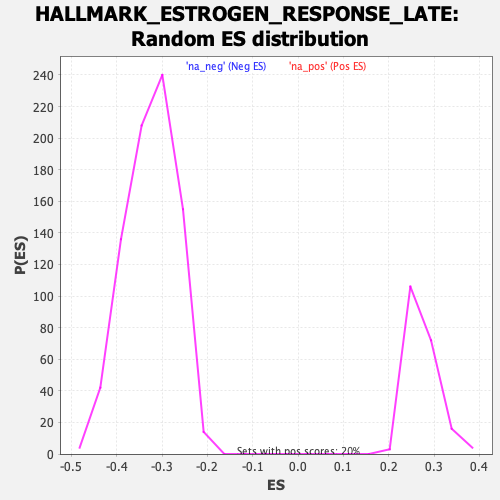 HALLMARK_ESTROGEN_RESPONSE_LATE:
Random ES distribution
'na_neg' (Neg ES) 'na_pos' (Pos ES)
240
220
200
180
160
140
120
100
80
60
40
20
0
P(ES)
Sets with pos scores: 20%
-0.5 -0.4 -0.3 -0.2 -0.1 0.0 0.1 0.2 0.3 0.4
ES